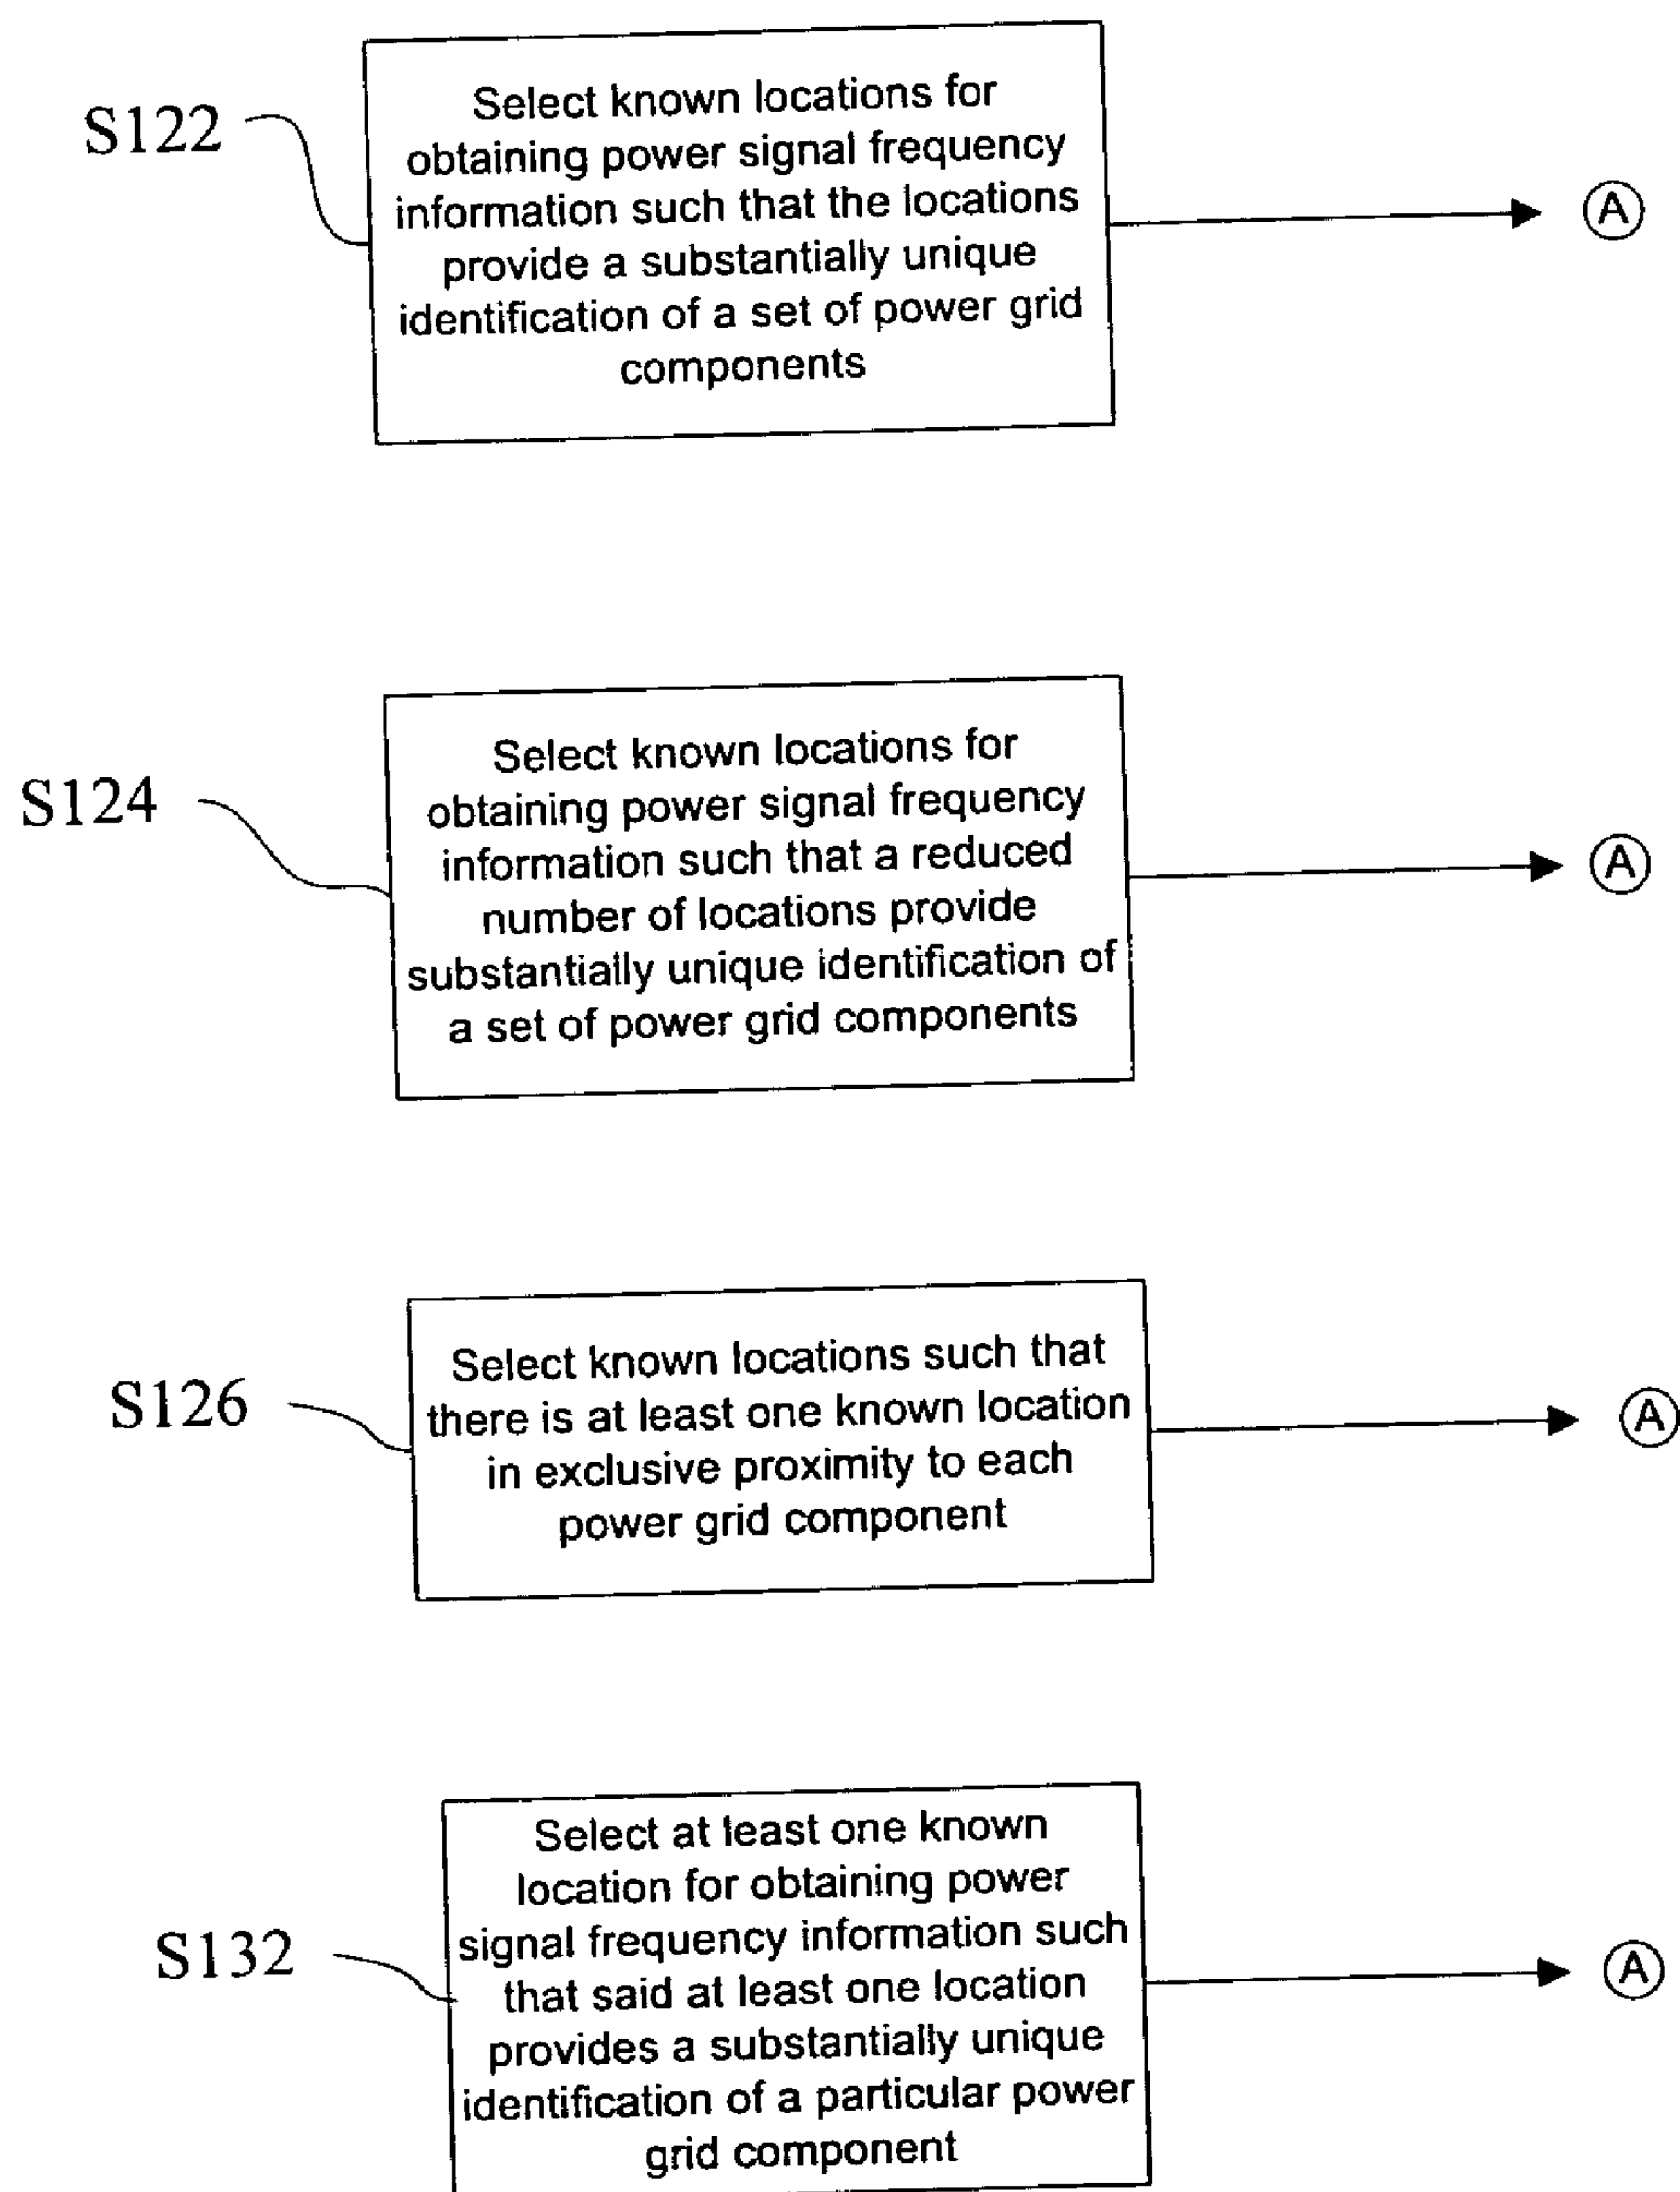 S122
Select known locations for
obtaining power signal frequency
information such that the locations
provide a substantially unique
identification of a set of power grid
components
A
S124
Select known locations for
obtaining power signal frequency
information such that a reduced
number of locations provide
substantially unique identification of
a set of power grid components
A
S126
Select known locations such that
there is at least one known location
in exclusive proximity to each
power grid component
A
S132
Select at least one known
location for obtaining power
signal frequency information such
that said at least one location
provides a substantially unique
identification of a particular power
grid component
A